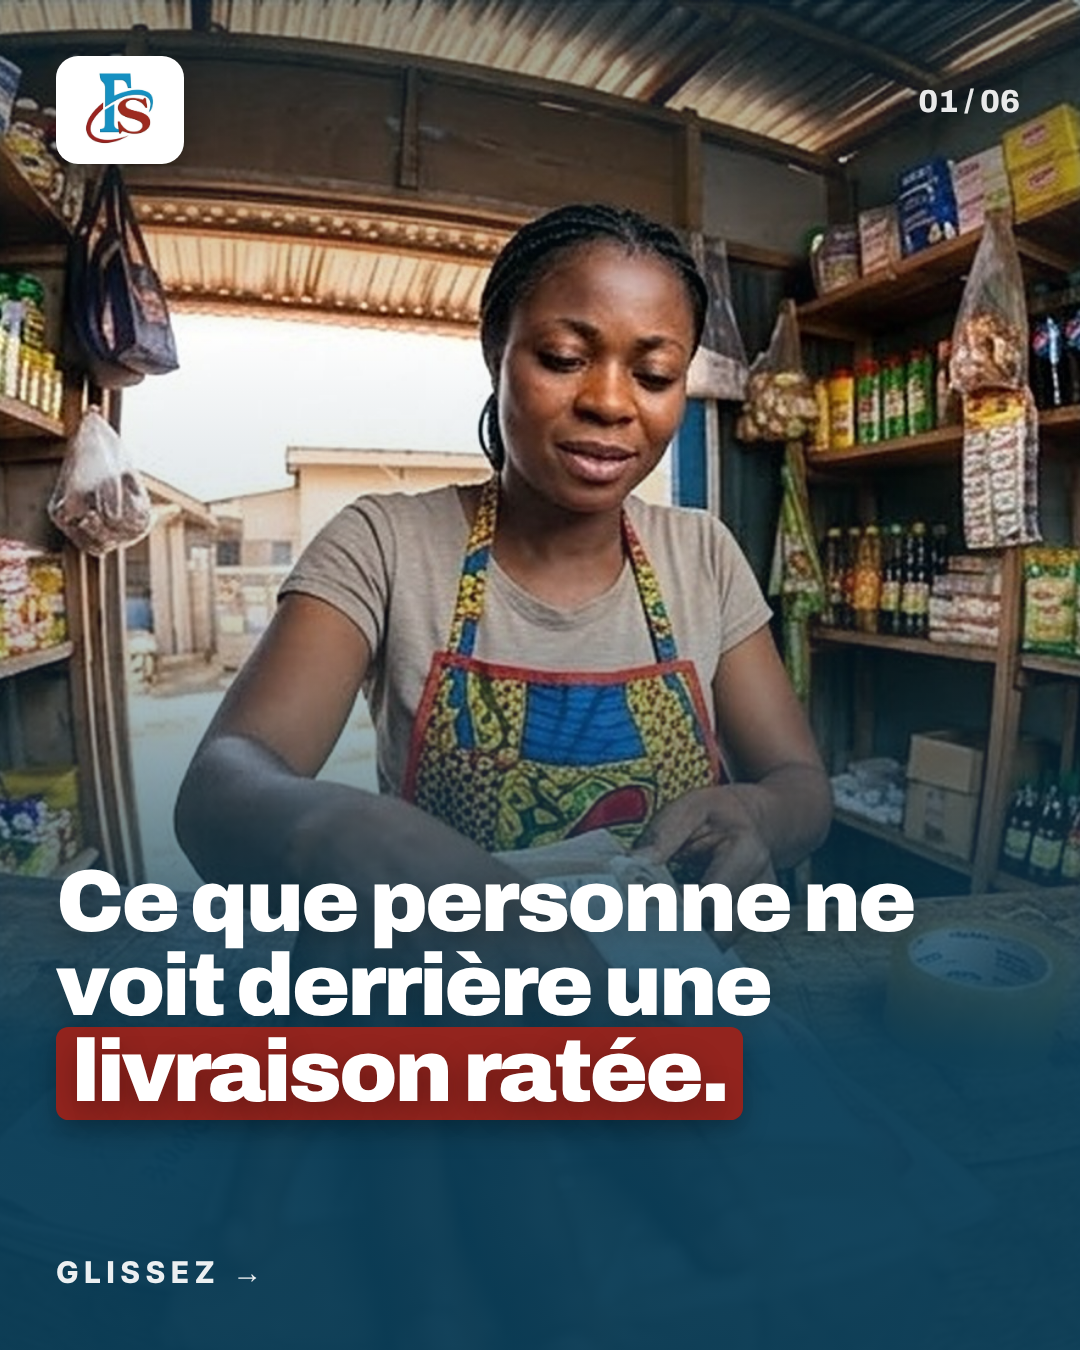 FS
01 / 06
Ce que personne ne
voit derrière une
livraison ratée.
GLISSEZ →